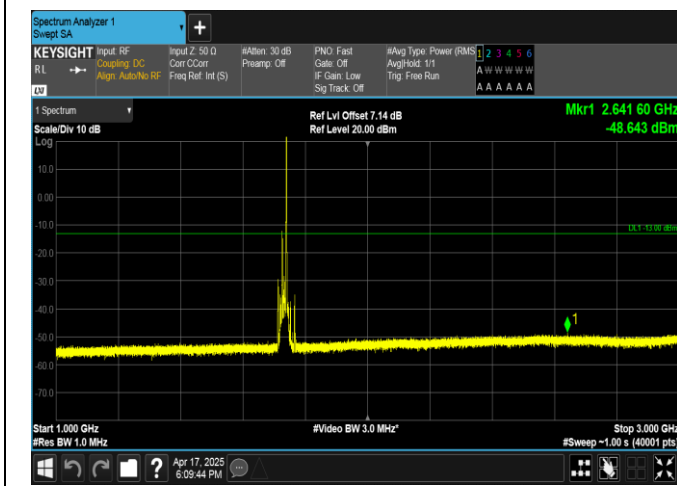 Spectrum Analyzer 1
Swept SA
+
KEYSIGHT Input: RF Input Z: 50 Ω #Atten: 30 dB PNO: Fast #Avg Type: Power (RMS 1 2 3 4 5 6
RL Coupling: DC Corr CCorr Preamp: Off Gate: Off Avg|Hold: 1/1 A W W W W W
Align: Auto/No RF Freq Ref: Int (S) IF Gain: Low Trig: Free Run
Sig Track: Off A A A A A A
LXI
1 Spectrum
Ref Lvl Offset 7.14 dB Mkr1 2.641 60 GHz
Scale/Div 10 dB Ref Level 20.00 dBm -48.643 dBm
Log
10.0
0.00
-10.0
DL1 -13.00 dBm
-20.0
-30.0
-40.0
1
-50.0
-60.0
-70.0
Start 1.000 GHz #Video BW 3.0 MHz* Stop 3.000 GHz
#Res BW 1.0 MHz #Sweep ~1.00 s (40001 pts)
? Apr 17, 2025
6:09:44 PM